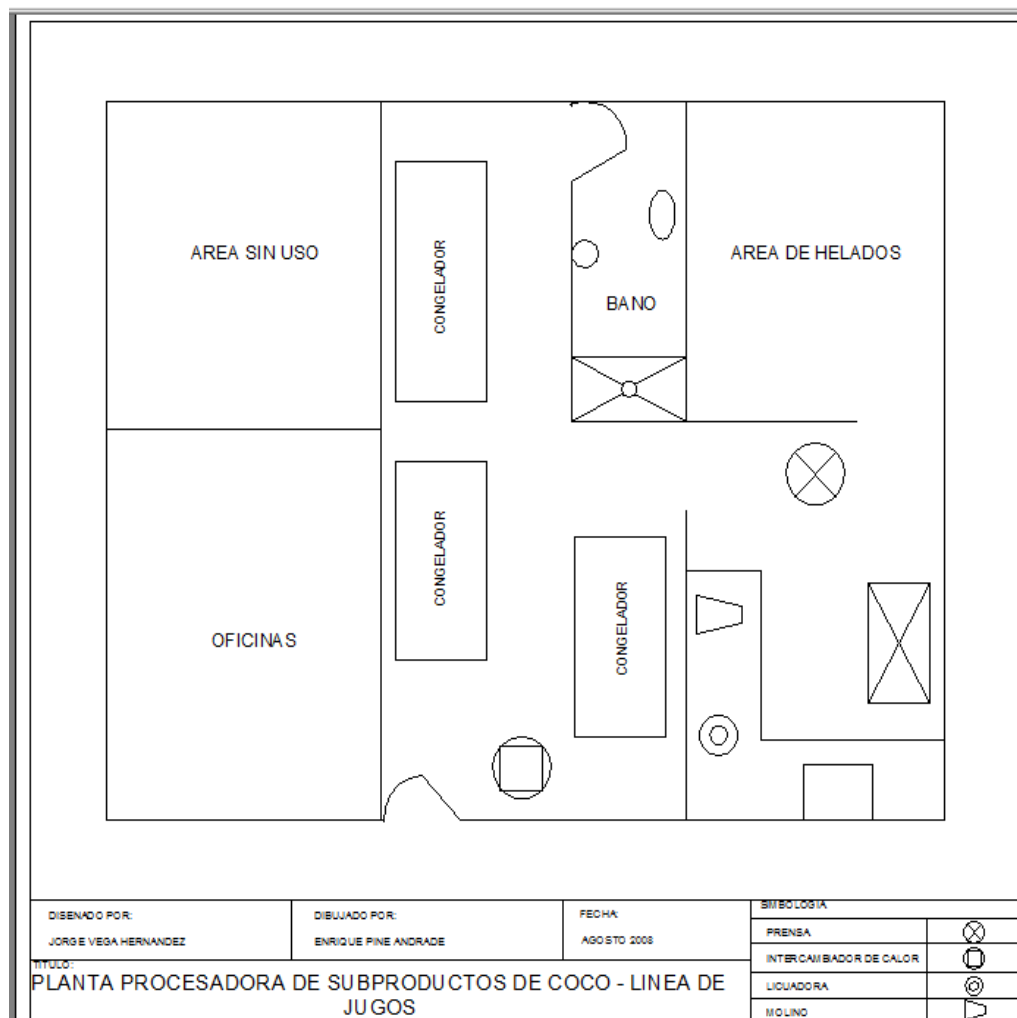 AREA SIN USO
CONGELADOR
BANO
AREA DE HELADOS
CONGELADOR
CONGELADOR
OFICINAS
DISENADO POR:
JORGE VEGA HERNANDEZ
DIBUJADO POR:
ENRIQUE PINE ANDRADE
FECHA:
AGOSTO 2008
TITULO:
PLANTA PROCESADORA DE SUBPRODUCTOS DE COCO - LINEA DE
JUGOS
SIMBOLOGIA
PRENSA
INTERCAMBIADOR DE CALOR
LICUADORA
MOLINO